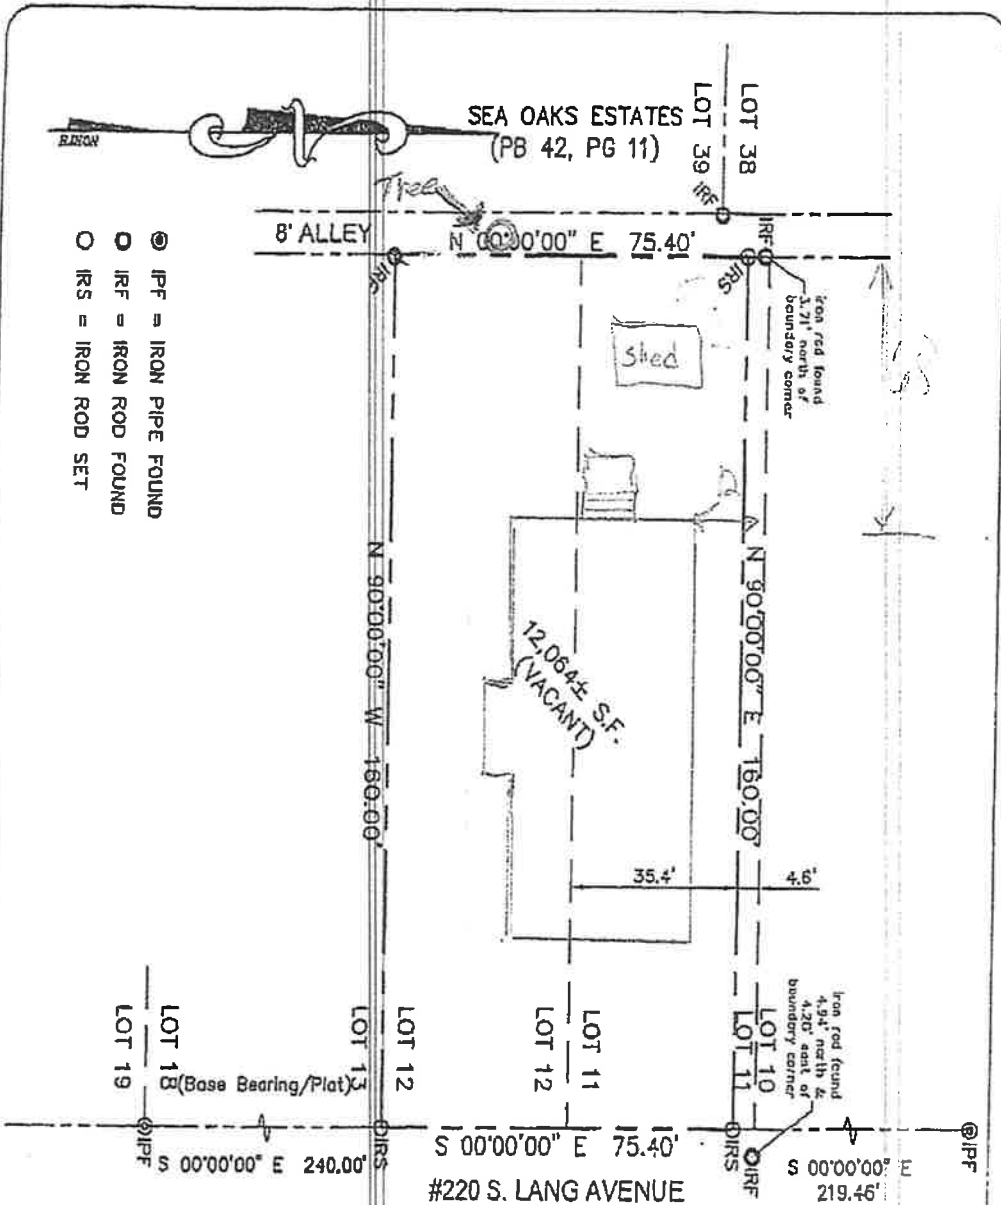 SEA OAKS ESTATES
(PB 42, PG 11)
LOT 38
LOT 39
IRF
IRF
Tree
8' ALLEY
N 00°00'00" E 75.40'
IRF
IRS
iron rod found
3.71' north of
boundary corner
Shed
IPF = IRON PIPE FOUND
IRF = IRON ROD FOUND
IRS = IRON ROD SET
N 90°00'00" W 160.00'
12,064± S.F.
(VACANT)
N 90°00'00" E 160.00'
35.4'
4.6'
iron rod found
4.94' north &
4.20' east of
boundary corner
LOT 10
LOT 11
LOT 11
LOT 12
LOT 12
LOT 13
LOT 18
LOT 19
(Base Bearing/Plat)
IPF
S 00°00'00" E 240.00'
IRS
S 00°00'00" E 75.40'
IRS
IRF
S 00°00'00" E
219.46'
IPF
#220 S. LANG AVENUE